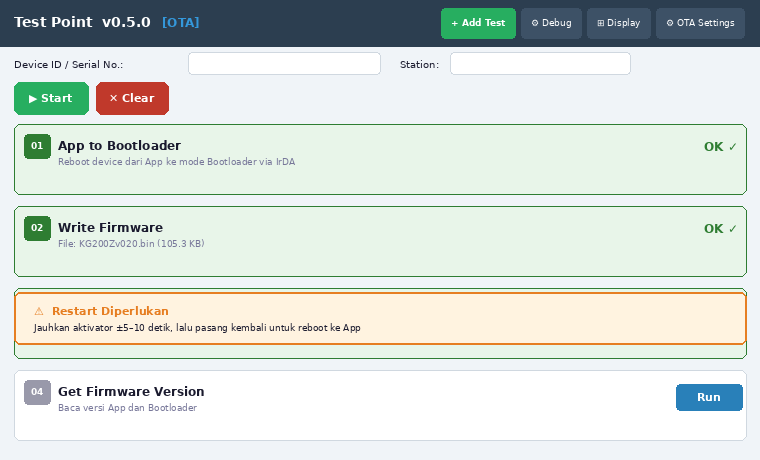 Test Point v0.5.0 [OTA]
+ Add Test
⚙ Debug
⊞ Display
⚙ OTA Settings
Device ID / Serial No.:
Station:
▶ Start
✕ Clear
01 App to Bootloader OK ✓
Reboot device dari App ke mode Bootloader via IrDA
02 Write Firmware OK ✓
File: KG200Zv020.bin (105.3 KB)
⚠ Restart Diperlukan
Jauhkan aktivator ±5–10 detik, lalu pasang kembali untuk reboot ke App
04 Get Firmware Version
Baca versi App dan Bootloader
Run